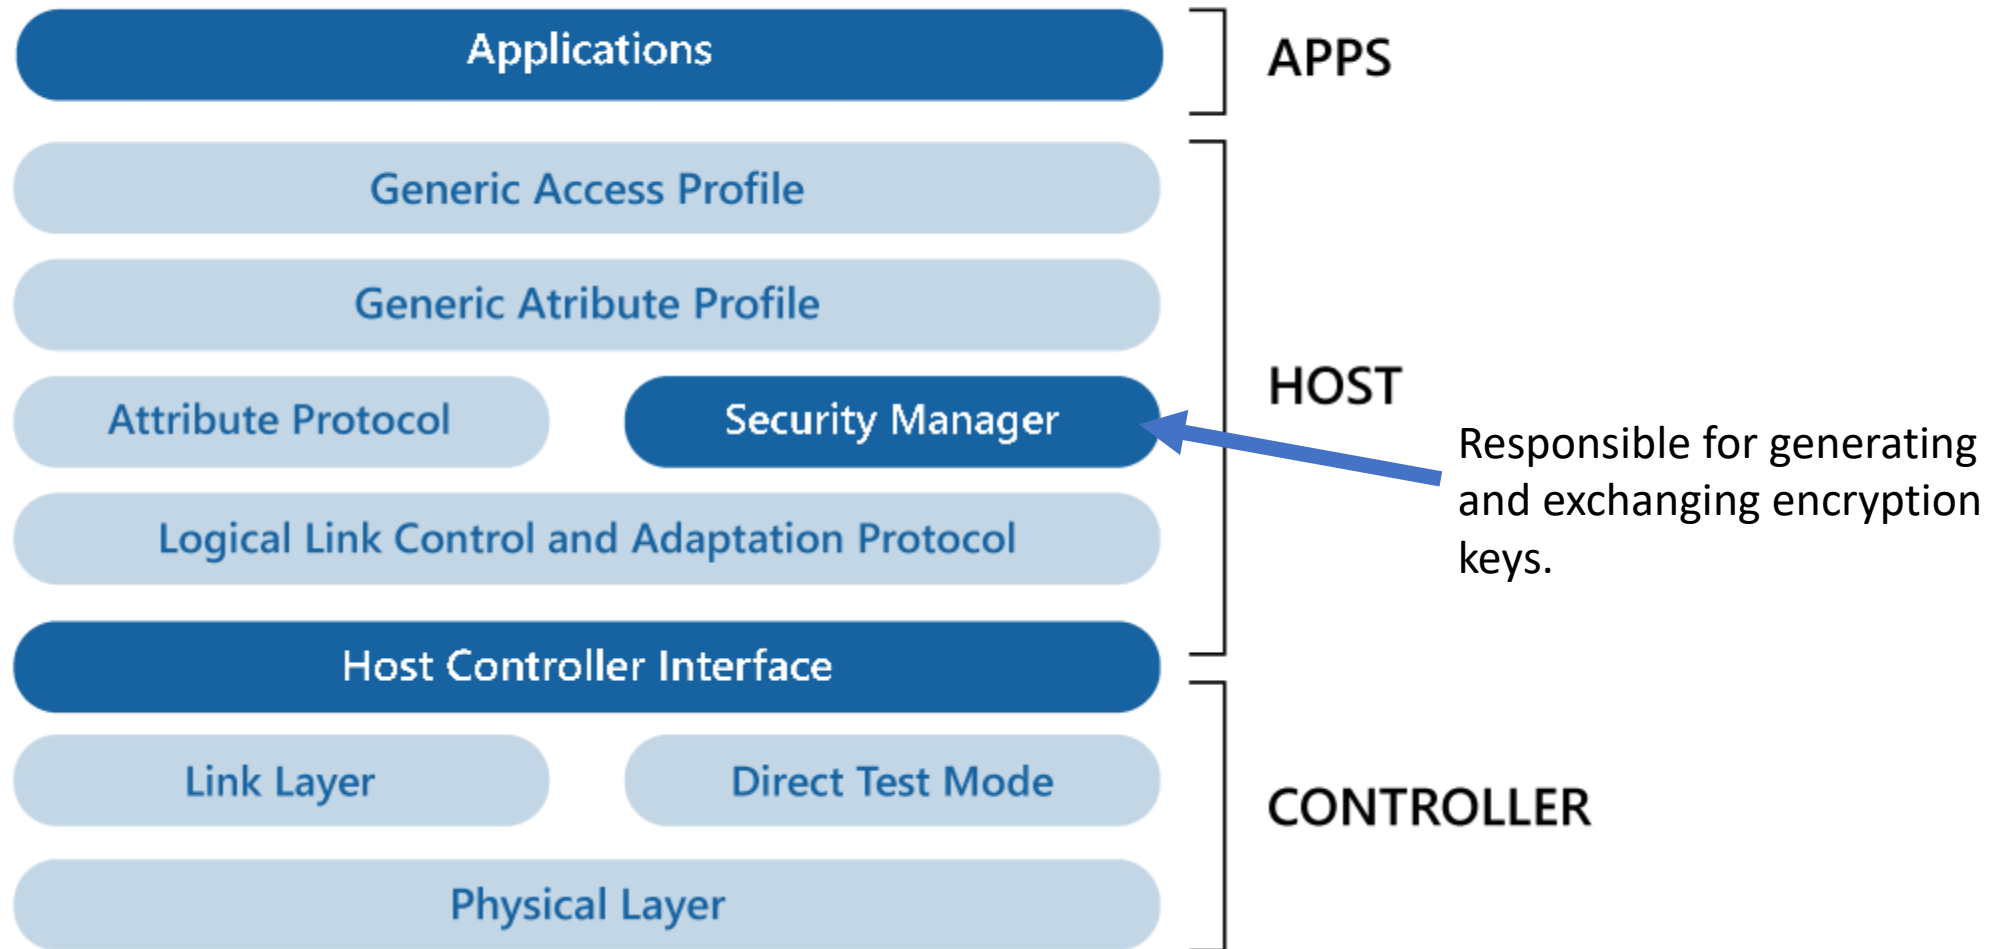 Applications
APPS
Generic Access Profile
Generic Atribute Profile
HOST
Attribute Protocol
Security Manager
Responsible for generating
and exchanging encryption
keys.
Logical Link Control and Adaptation Protocol
Host Controller Interface
Link Layer
Direct Test Mode
CONTROLLER
Physical Layer